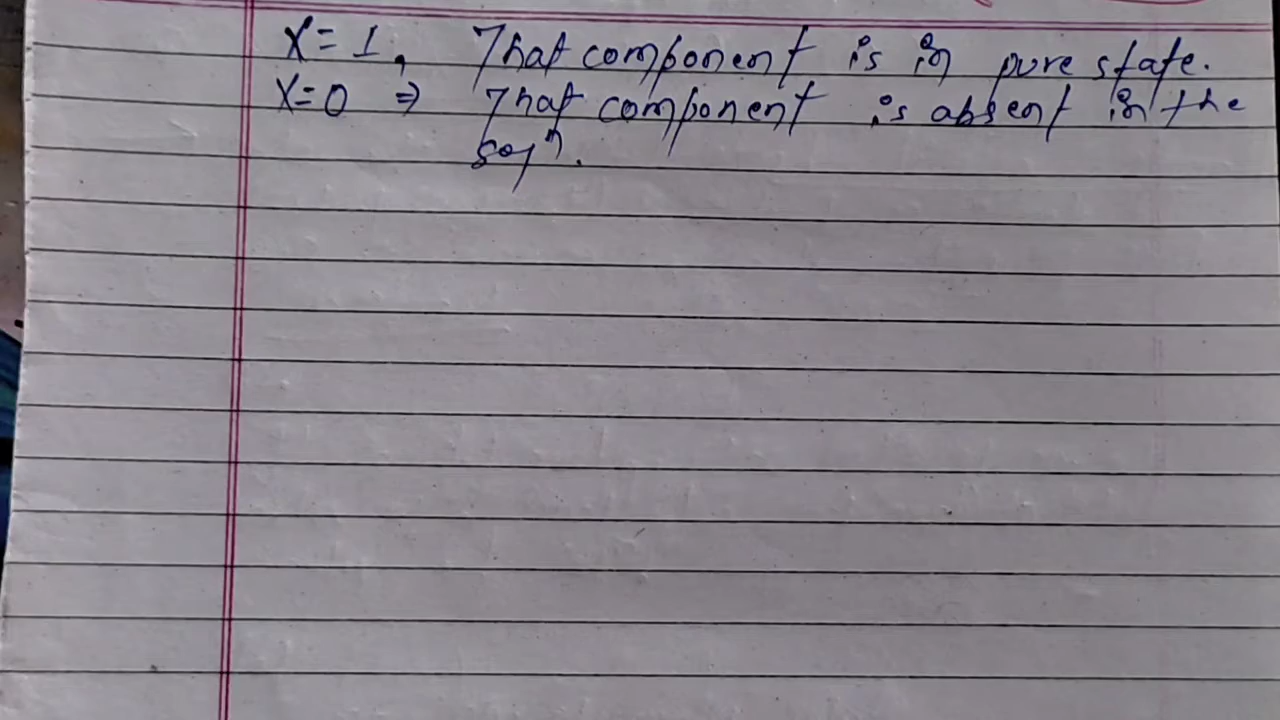 X=1, That component is in pure state.
X=0 ⇒ That component is absent in the
soln.